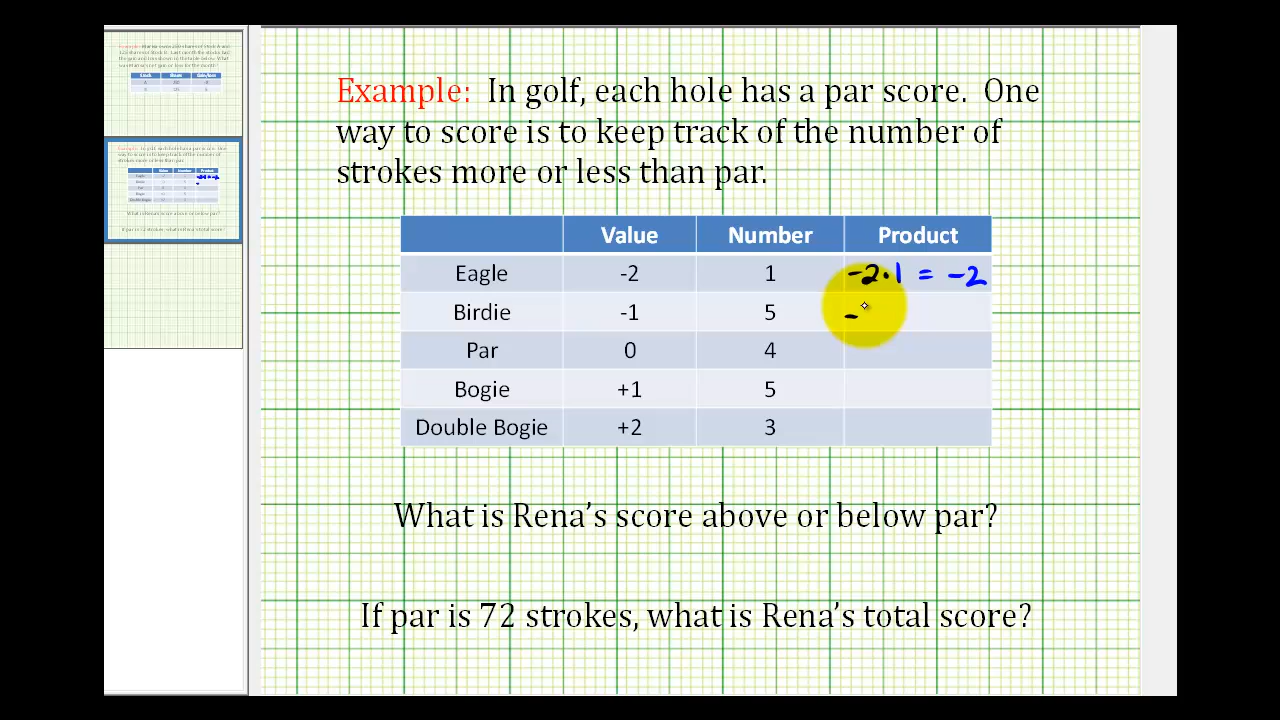 Example: In golf, each hole has a par score. One
way to score is to keep track of the number of
strokes more or less than par.
Value Number Product
Eagle -2 1 -2·1 = -2
Birdie -1 5 -
Par 0 4
Bogie +1 5
Double Bogie +2 3
What is Rena's score above or below par?
If par is 72 strokes, what is Rena's total score?